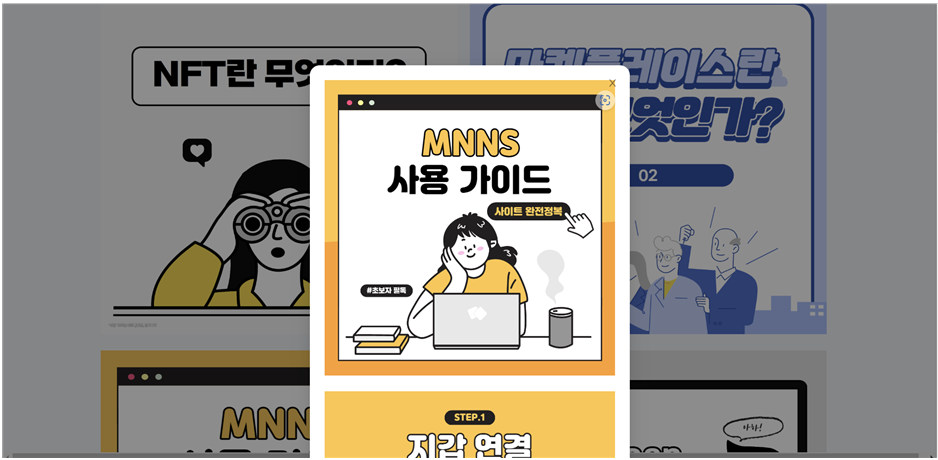 NFT란 무엇인가?
마켓플레이스란
무엇인가?
02
X
MNNS
사용 가이드
사이트 완전정복
#초보자 필독
STEP.1
지갑 연결
MNNS
아하!